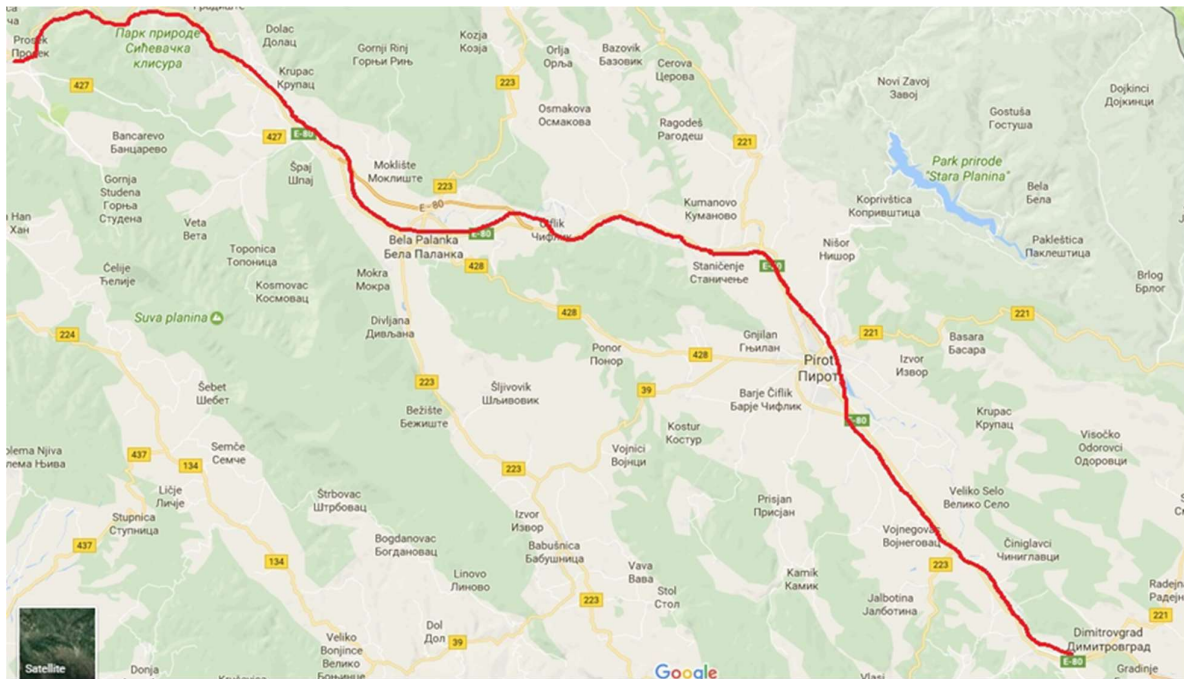 Градиште
Prosek
Просек
Парк природе
Сићевачка
клисура
Dolac
Долац
Gornji Rinj
Горњи Рињ
Kozja
Козја
Orlja
Орља
Bazovik
Базовик
Cerova
Церова
Novi Zavoj
Завој
Dojkinci
Дојкинци
427
Krupac
Крупац
223
Gostuša
Гостуша
Osmakova
Осмакова
Ragodeš
Рагодеш
221
Bancarevo
Банцарево
427
E-80
Park prirode
"Stara Planina"
Špaj
Шпај
Moklište
Моклиште
223
Gornja
Studena
Горња
Студена
Bela
Бела
Koprivštica
Копривштица
Kumanovo
Куманово
E-80
Han
Хан
Veta
Вета
Čiflik
Чифлик
E-80
Bela Palanka
Бела Паланка
Nišor
Нишор
Pakleštica
Паклештица
Toponica
Топоница
428
Staničenje
Станичење
E-80
Ćelije
Ћелије
Mokra
Мокра
Brlog
Брлог
Kosmovac
Космовац
Suva planina
Divljana
Дивљана
428
221
224
221
Gnjilan
Гњилан
Basara
Басара
Ponor
Понор
428
Pirot
Пирот
Izvor
Извор
Šebet
Шебет
223
Šljivovik
Шљивовик
39
Barje Čiflik
Барје Чифлик
Bežište
Бежиште
Krupac
Крупац
E-80
Kostur
Костур
Visočko
Odorovci
Одоровци
Semče
Семче
Vojnici
Војнци
437
134
223
Ličje
Личје
Štrbovac
Штрбовац
Prisjan
Присјан
Veliko Selo
Велико Село
Stupnica
Ступница
Izvor
Извор
Vojnegovac
Војнеговац
437
Bogdanovac
Богдановац
Babušnica
Бабушница
Činiglavci
Чиниглавци
134
223
Vava
Вава
Kamik
Камик
Linovo
Линово
Stol
Стол
223
Jalbotina
Јалботина
221
Dol
Дол
39
Veliko
Bonjince
Велико
Dimitrovgrad
Димитровград
E-80
Satellite
Donja
Google
Gradinje